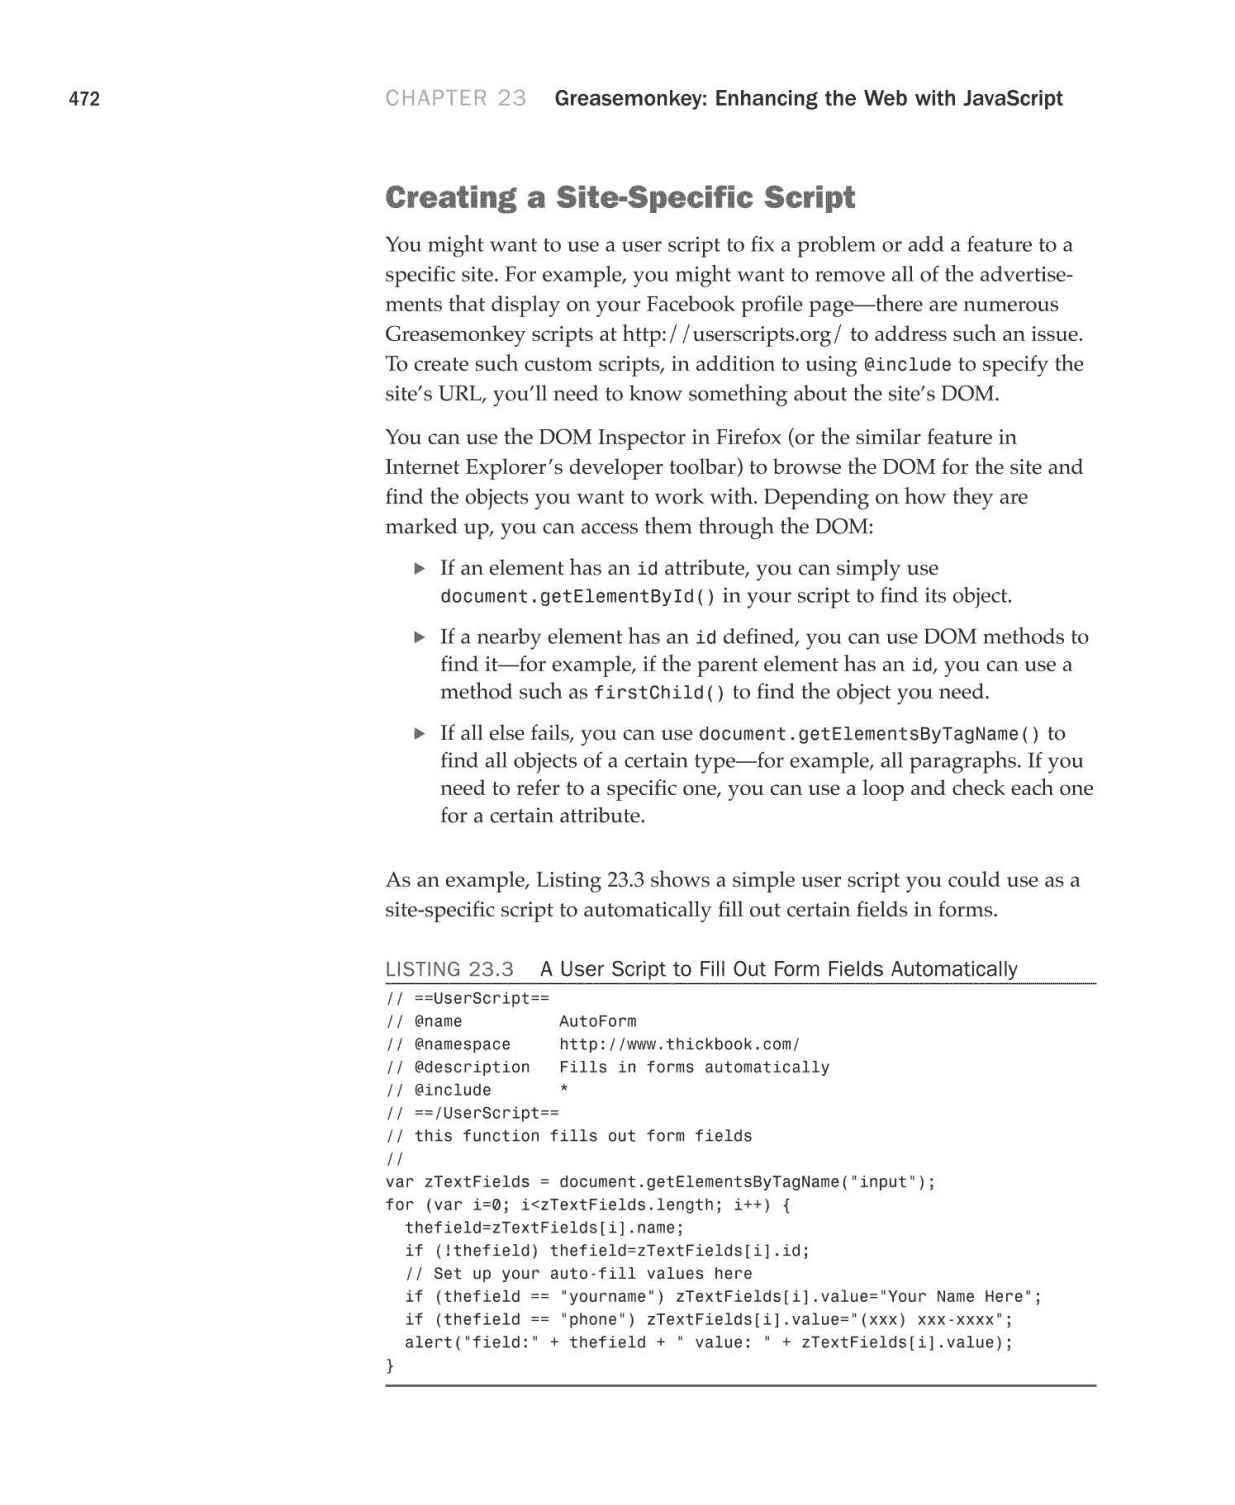 472
CHAPTER 23 Greasemonkey: Enhancing the Web with JavaScript
Creating a Site-Specific Script
You might want to use a user script to fix a problem or add a feature to a
specific site. For example, you might want to remove all of the advertise-
ments that display on your Facebook profile page—there are numerous
Greasemonkey scripts at http://userscripts.org/ to address such an issue.
To create such custom scripts, in addition to using @include to specify the
site's URL, you'll need to know something about the site's DOM.
You can use the DOM Inspector in Firefox (or the similar feature in
Internet Explorer's developer toolbar) to browse the DOM for the site and
find the objects you want to work with. Depending on how they are
marked up, you can access them through the DOM:
▶ If an element has an id attribute, you can simply use
document.getElementById() in your script to find its object.
▶ If a nearby element has an id defined, you can use DOM methods to
find it—for example, if the parent element has an id, you can use a
method such as firstChild() to find the object you need.
▶ If all else fails, you can use document.getElementsByTagName() to
find all objects of a certain type—for example, all paragraphs. If you
need to refer to a specific one, you can use a loop and check each one
for a certain attribute.
As an example, Listing 23.3 shows a simple user script you could use as a
site-specific script to automatically fill out certain fields in forms.
LISTING 23.3 A User Script to Fill Out Form Fields Automatically
// ==UserScript==
// @name          AutoForm
// @namespace     http://www.thickbook.com/
// @description   Fills in forms automatically
// @include       *
// ==/UserScript==
// this function fills out form fields
//
var zTextFields = document.getElementsByTagName("input");
for (var i=0; i<zTextFields.length; i++) {
  thefield=zTextFields[i].name;
  if (!thefield) thefield=zTextFields[i].id;
  // Set up your auto-fill values here
  if (thefield == "yourname") zTextFields[i].value="Your Name Here";
  if (thefield == "phone") zTextFields[i].value="(xxx) xxx-xxxx";
  alert("field:" + thefield + " value: " + zTextFields[i].value);
}